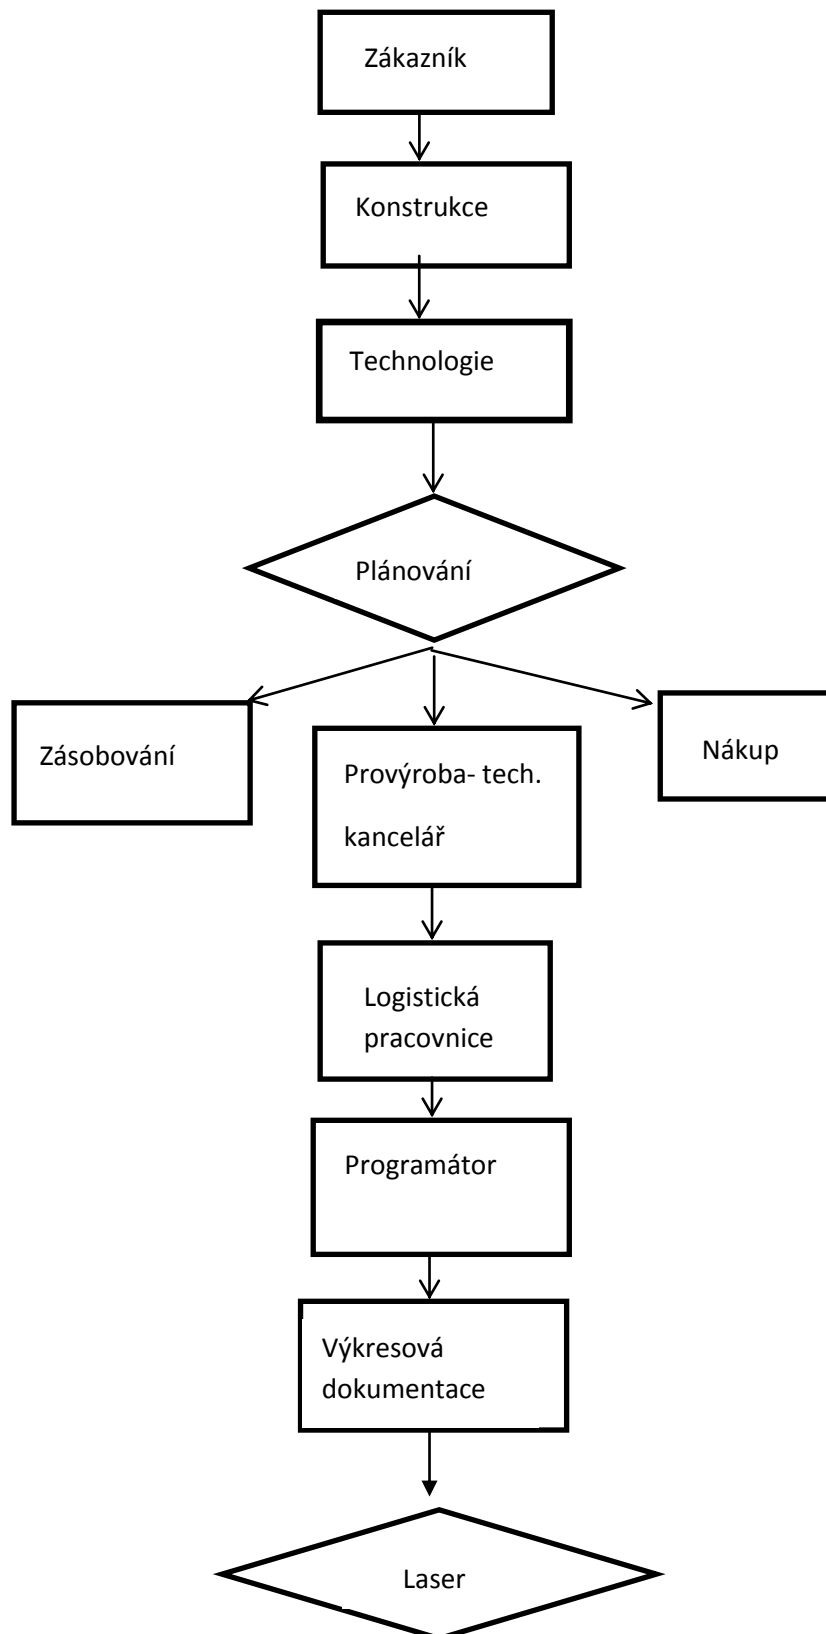 Zákazník
Konstrukce
Technologie
Plánování
Zásobování
Provýroba- tech.
kancelář
Nákup
Logistická
pracovnice
Programátor
Výkresová
dokumentace
Laser